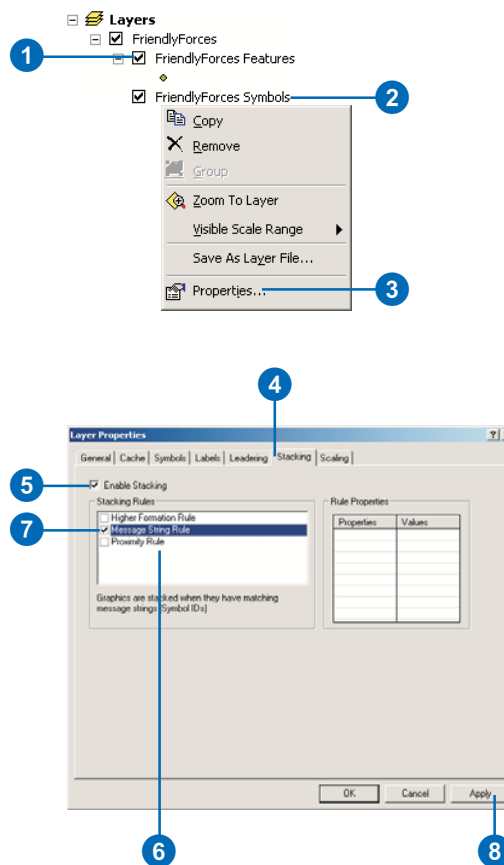 Layers
FriendlyForces
1
FriendlyForces Features
FriendlyForces Symbols
2
Copy
Remove
Group
Zoom To Layer
Visible Scale Range
Save As Layer File...
Properties...
3
4
Layer Properties
?
General
Cache
Symbols
Labels
Leadering
Stacking
Scaling
5
Enable Stacking
Stacking Rules
Rule Properties
7
Higher Formation Rule
Message String Rule
Proximity Rule
Properties
Values
Graphics are stacked when they have matching
message strings (Symbol IDs)
OK
Cancel
Apply
6
8